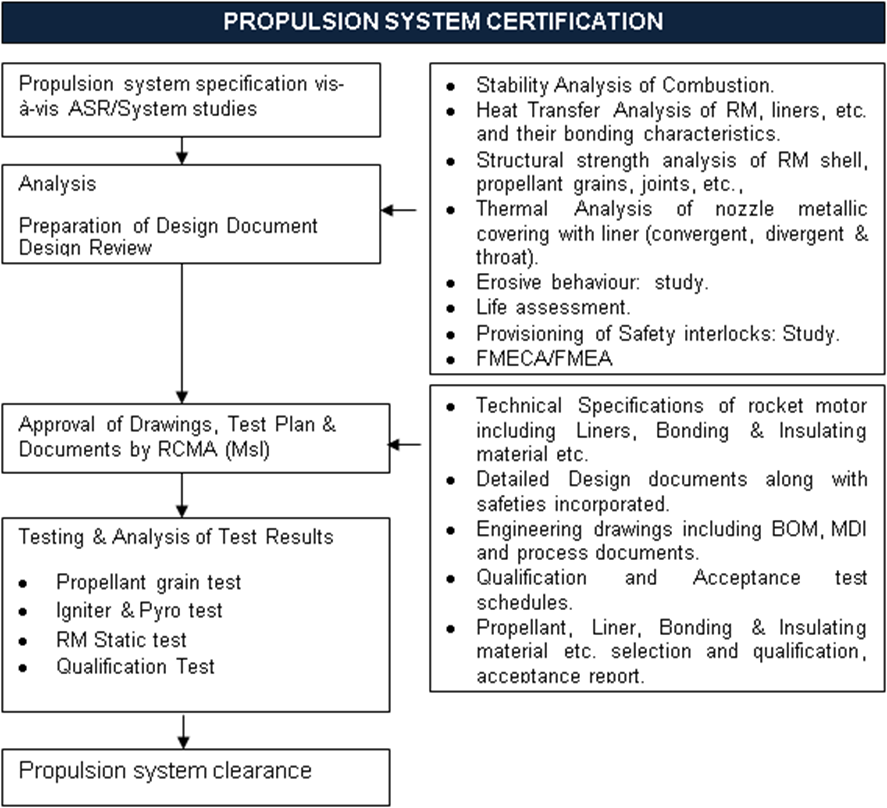 PROPULSION SYSTEM CERTIFICATION
Propulsion system specification vis-
à-vis ASR/System studies
Analysis
Preparation of Design Document
Design Review
• Stability Analysis of Combustion.
• Heat Transfer Analysis of RM, liners, etc.
and their bonding characteristics.
• Structural strength analysis of RM shell,
propellant grains, joints, etc.,
• Thermal Analysis of nozzle metallic
covering with liner (convergent, divergent &
throat).
• Erosive behaviour: study.
• Life assessment.
• Provisioning of Safety interlocks: Study.
• FMECA/FMEA
Approval of Drawings, Test Plan &
Documents by RCMA (Msl)
• Technical Specifications of rocket motor
including Liners, Bonding & Insulating
material etc.
• Detailed Design documents along with
safeties incorporated.
• Engineering drawings including BOM, MDI
and process documents.
• Qualification and Acceptance test
schedules.
• Propellant, Liner, Bonding & Insulating
material etc. selection and qualification,
acceptance report.
Testing & Analysis of Test Results
• Propellant grain test
• Igniter & Pyro test
• RM Static test
• Qualification Test
Propulsion system clearance